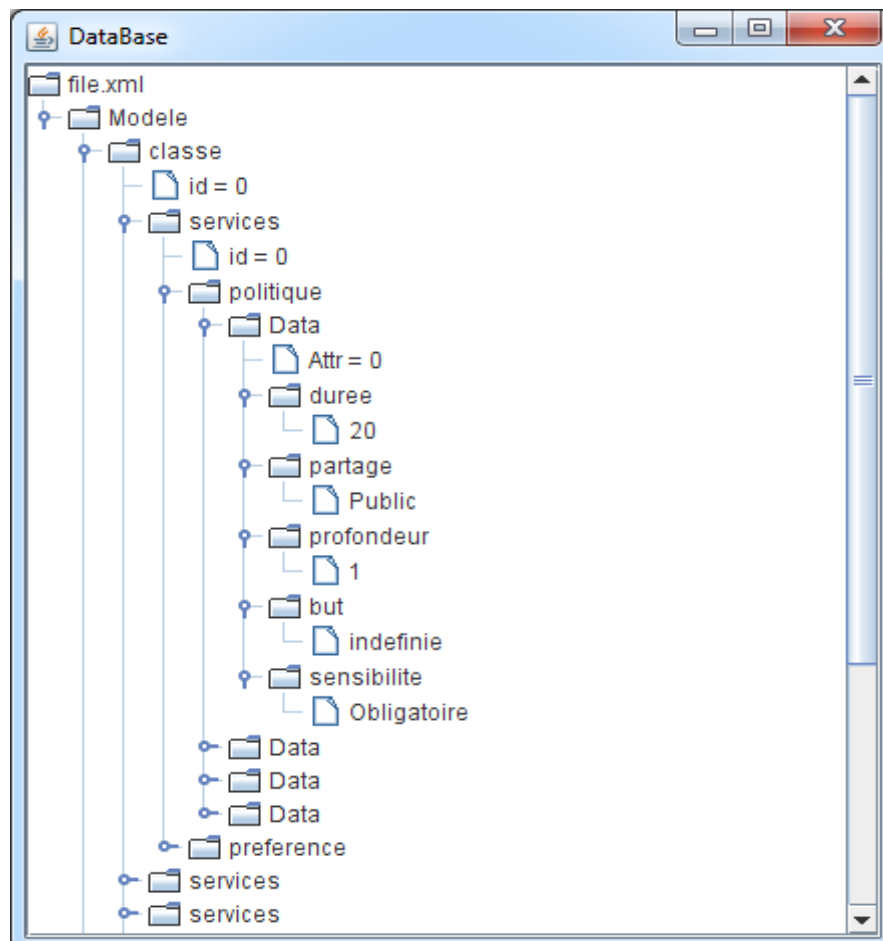 DataBase
file.xml
Modele
classe
id = 0
services
id = 0
politique
Data
Attr = 0
duree
20
partage
Public
profondeur
1
but
indefinie
sensibilite
Obligatoire
Data
Data
Data
preference
services
services